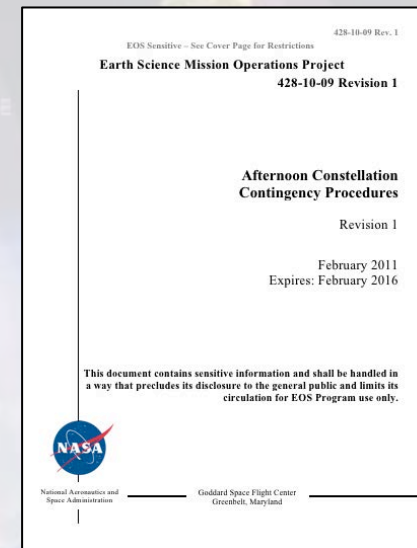 428-10-09 Rev. 1
EOS Sensitive – See Cover Page for Restrictions
Earth Science Mission Operations Project
428-10-09 Revision 1
Afternoon Constellation
Contingency Procedures
Revision 1
February 2011
Expires: February 2016
This document contains sensitive information and shall be handled in
a way that precludes its disclosure to the general public and limits its
circulation for EOS Program use only.
NASA
National Aeronautics and
Space Administration
Goddard Space Flight Center
Greenbelt, Maryland